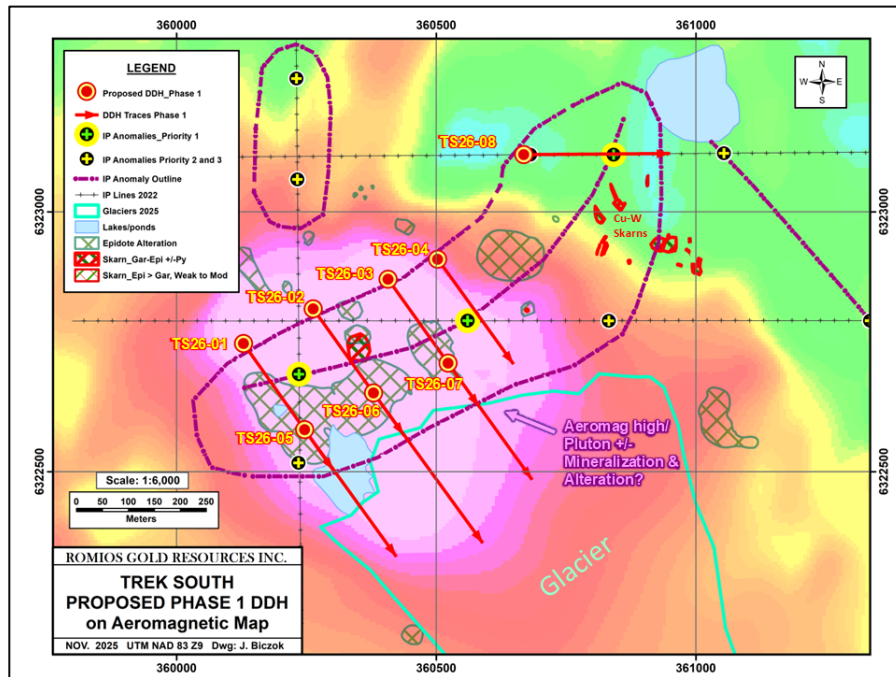 360000
360500
361000
LEGEND
Proposed DDH_Phase 1
DDH Traces Phase 1
IP Anomalies_Priority 1
IP Anomalies Priority 2 and 3
IP Anomaly Outline
IP Lines 2022
Glaciers 2025
Lakes/ponds
Epidote Alteration
Skarn_Gar-Epi +/-Py
Skarn_Epi > Gar, Weak to Mod
N
W
E
S
TS26-08
6333000
6333000
Cu-W
Skarns
TS26-04
TS26-03
TS26-02
TS26-01
TS26-07
TS26-06
TS26-05
Aeromag high/
Pluton +/-
Mineralization &
Alteration?
6322500
6322500
Scale: 1:6,000
0 50 100 150 200 250
Meters
Glacier
ROMIOS GOLD RESOURCES INC.
TREK SOUTH
PROPOSED PHASE 1 DDH
on Aeromagnetic Map
NOV. 2025 UTM NAD 83 Z9 Dwg: J. Biczok
360000
360500
361000